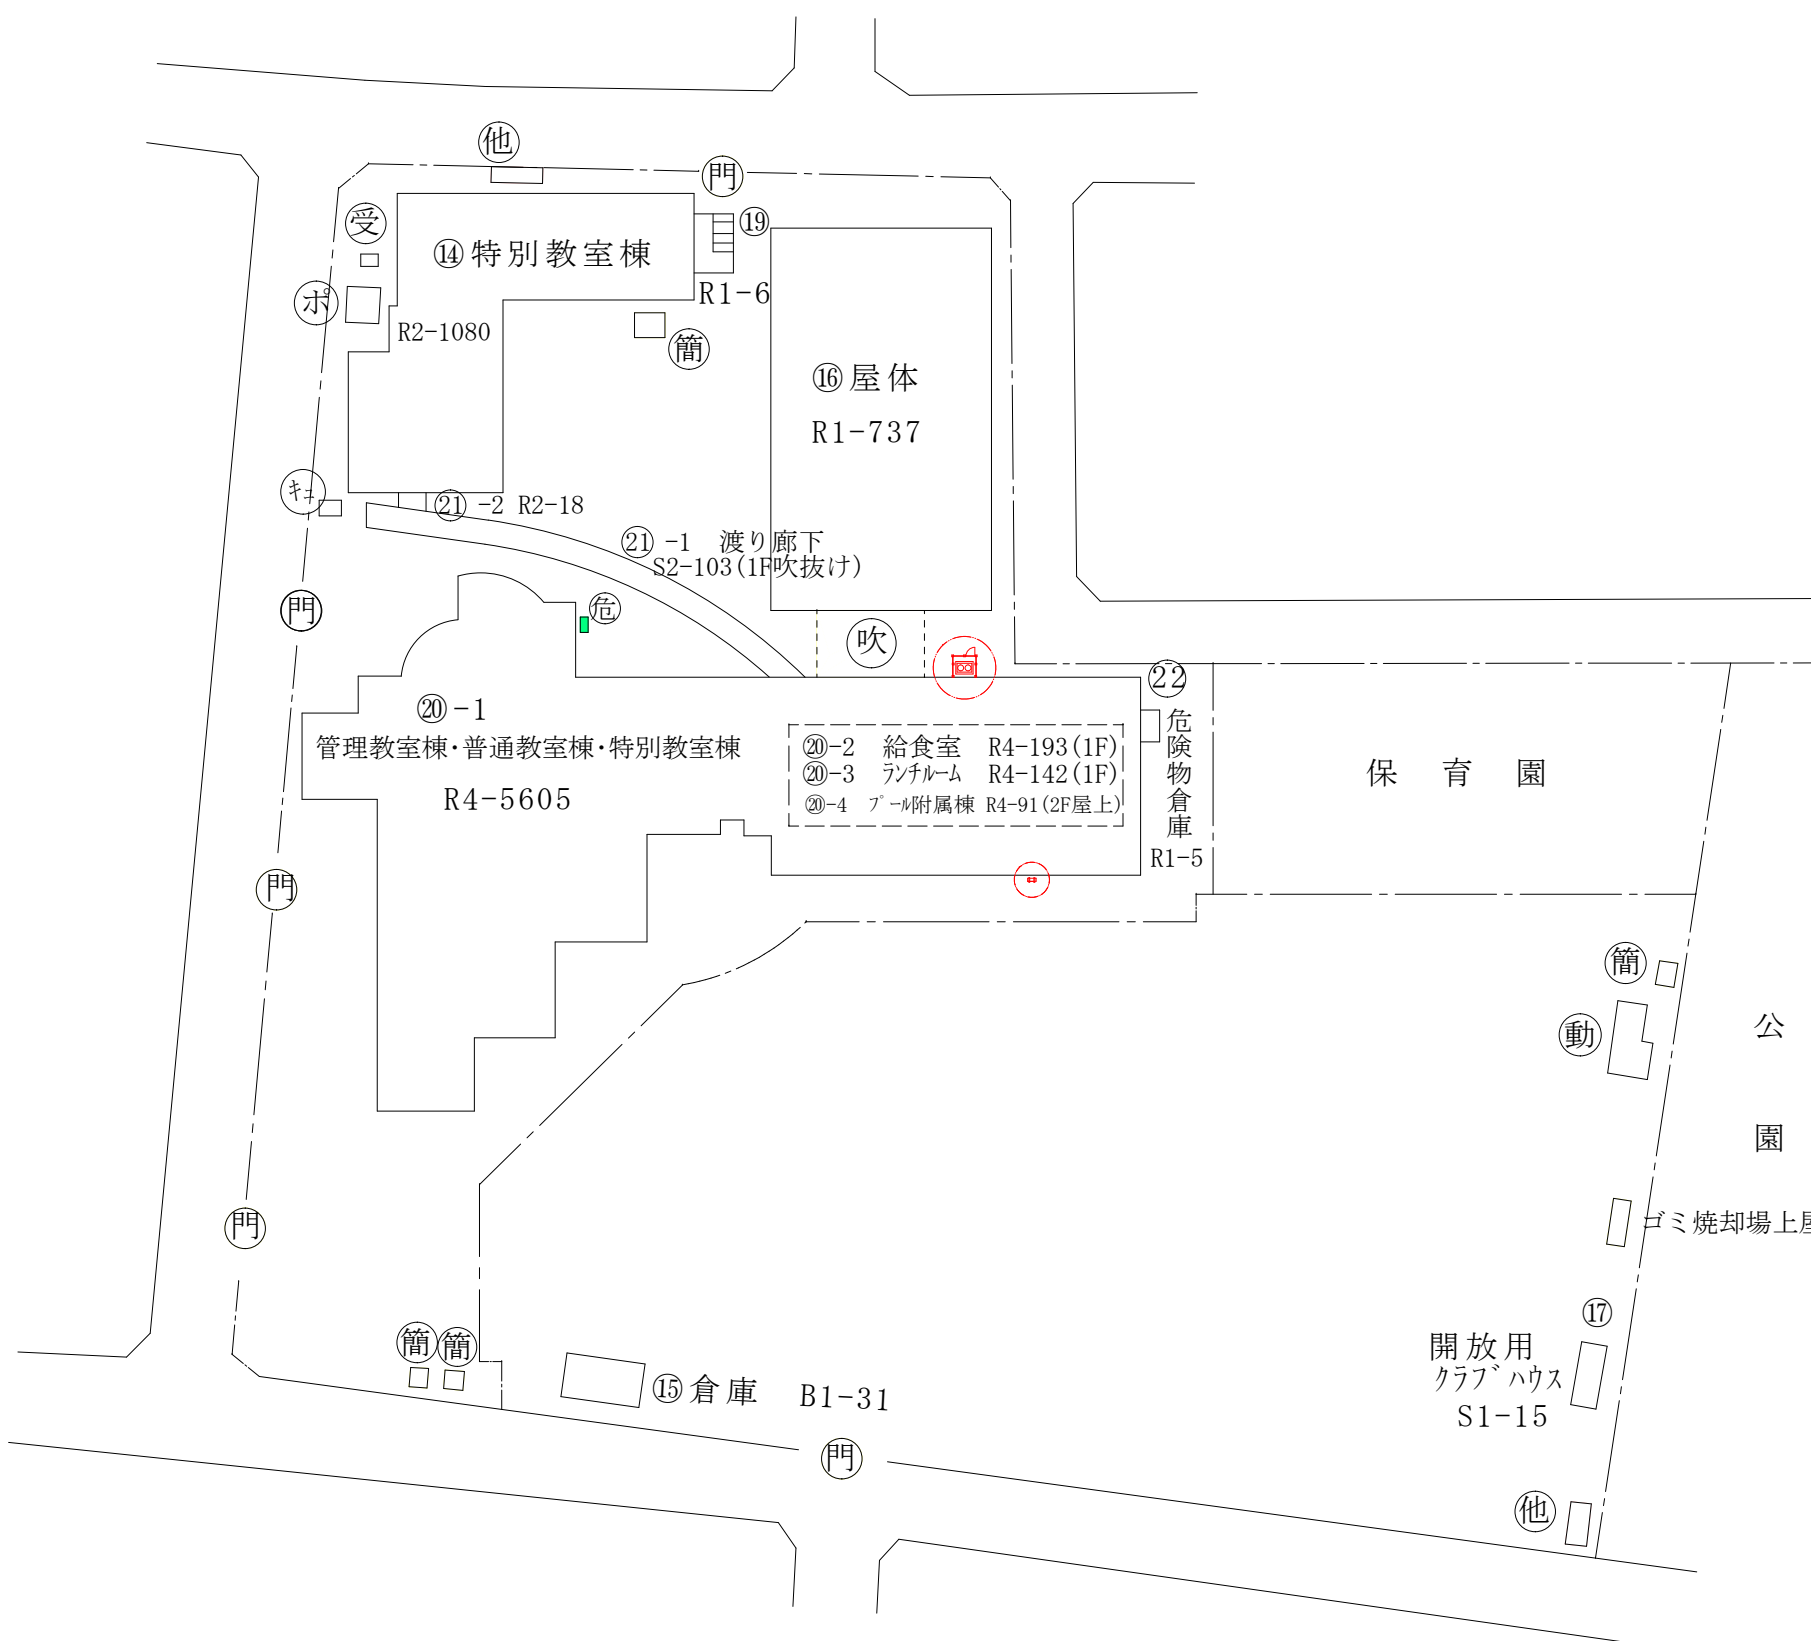 他
門
受
⑲
⑭特別教室棟
R1-6
ポ
R2-1080
簡
⑯屋体
R1-737
キュ
㉑-2 R2-18
㉑-1 渡り廊下
S2-103(1F吹抜け)
門
危
吹
㉒
危険物倉庫
R1-5
⑳-1
管理教室棟・普通教室棟・特別教室棟
R4-5605
⑳-2 給食室 R4-193(1F)
⑳-3 ランチルーム R4-142(1F)
⑳-4 プール附属棟 R4-91(2F屋上)
保育園
門
簡
動
公園
門
ゴミ焼却場上屋
⑰
開放用
クラブハウス
S1-15
簡
簡
⑮倉庫 B1-31
門
他